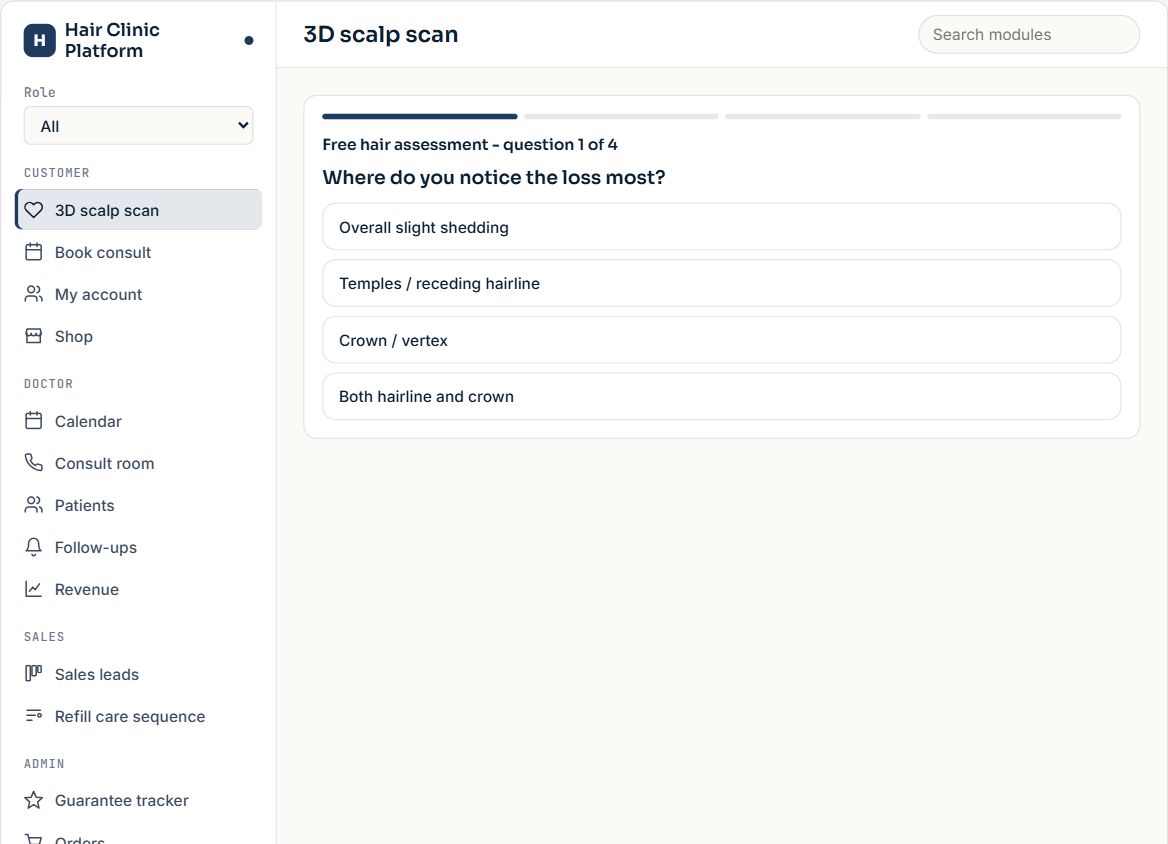 H
Hair Clinic
Platform
Role
All
CUSTOMER
3D scalp scan
Book consult
My account
Shop
DOCTOR
Calendar
Consult room
Patients
Follow-ups
Revenue
SALES
Sales leads
Refill care sequence
ADMIN
Guarantee tracker
Orders
3D scalp scan
Search modules
Free hair assessment - question 1 of 4
Where do you notice the loss most?
Overall slight shedding
Temples / receding hairline
Crown / vertex
Both hairline and crown